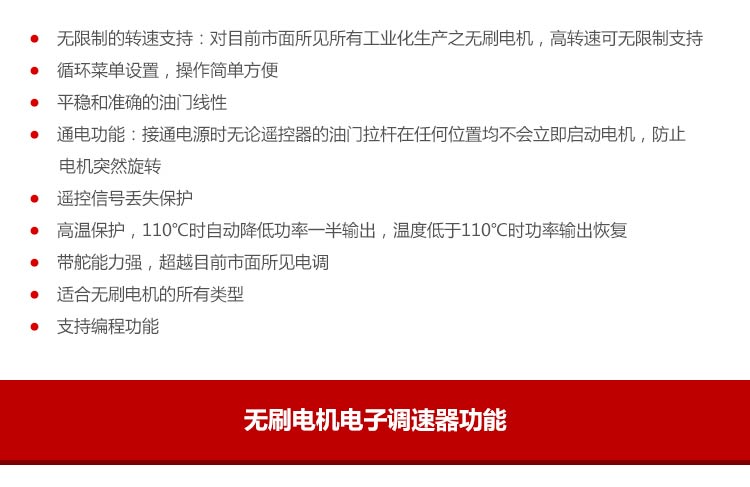 无限制的转速支持：对目前市面所见所有工业化生产之无刷电机，高转速可无限制支持
循环菜单设置，操作简单方便
平稳和准确的油门线性
通电功能：接通电源时无论遥控器的油门拉杆在任何位置均不会立即启动电机，防止
电机突然旋转
遥控信号丢失保护
高温保护，110℃时自动降低功率一半输出，温度低于110℃时功率输出恢复
带舵能力强，超越目前市面所见电调
适合无刷电机的所有类型
支持编程功能
无刷电机电子调速器功能